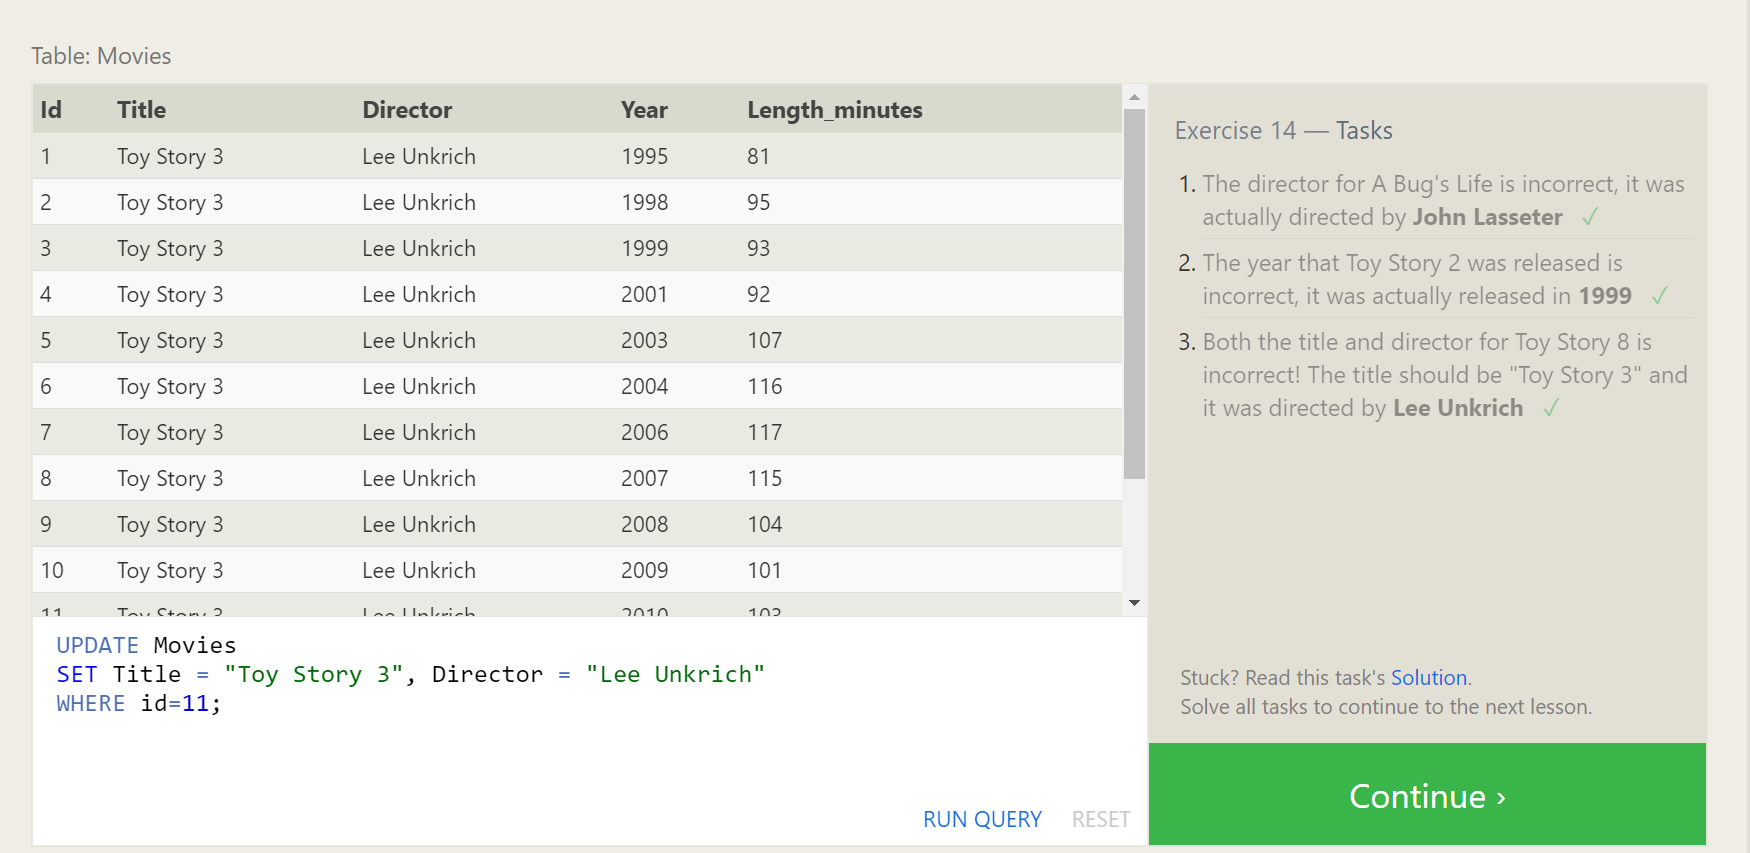 Table: Movies
Id Title Director Year Length_minutes
1 Toy Story 3 Lee Unkrich 1995 81
2 Toy Story 3 Lee Unkrich 1998 95
3 Toy Story 3 Lee Unkrich 1999 93
4 Toy Story 3 Lee Unkrich 2001 92
5 Toy Story 3 Lee Unkrich 2003 107
6 Toy Story 3 Lee Unkrich 2004 116
7 Toy Story 3 Lee Unkrich 2006 117
8 Toy Story 3 Lee Unkrich 2007 115
9 Toy Story 3 Lee Unkrich 2008 104
10 Toy Story 3 Lee Unkrich 2009 101
11 Toy Story 3 Lee Unkrich 2010 103
UPDATE Movies
SET Title = "Toy Story 3", Director = "Lee Unkrich"
WHERE id=11;
RUN QUERY RESET
Exercise 14 — Tasks
1. The director for A Bug's Life is incorrect, it was
actually directed by John Lasseter ✓
2. The year that Toy Story 2 was released is
incorrect, it was actually released in 1999 ✓
3. Both the title and director for Toy Story 8 is
incorrect! The title should be "Toy Story 3" and
it was directed by Lee Unkrich ✓
Stuck? Read this task's Solution.
Solve all tasks to continue to the next lesson.
Continue ›